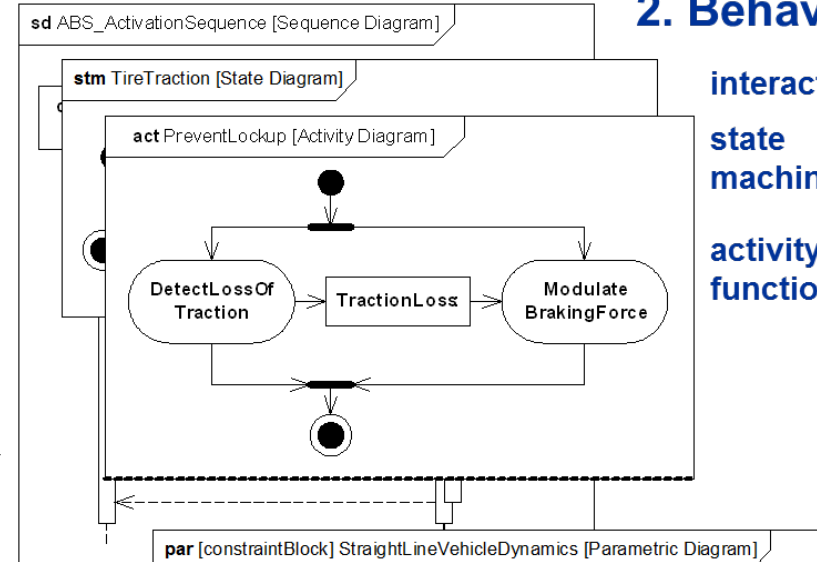 sd ABS_ActivationSequence [Sequence Diagram]
2. Behav
stm TireTraction [State Diagram]
interact
act PreventLockup [Activity Diagram]
state
machin
DetectLossOf
Traction
TractionLoss:
Modulate
BrakingForce
activity
functio
par [constraintBlock] StraightLineVehicleDynamics [Parametric Diagram]